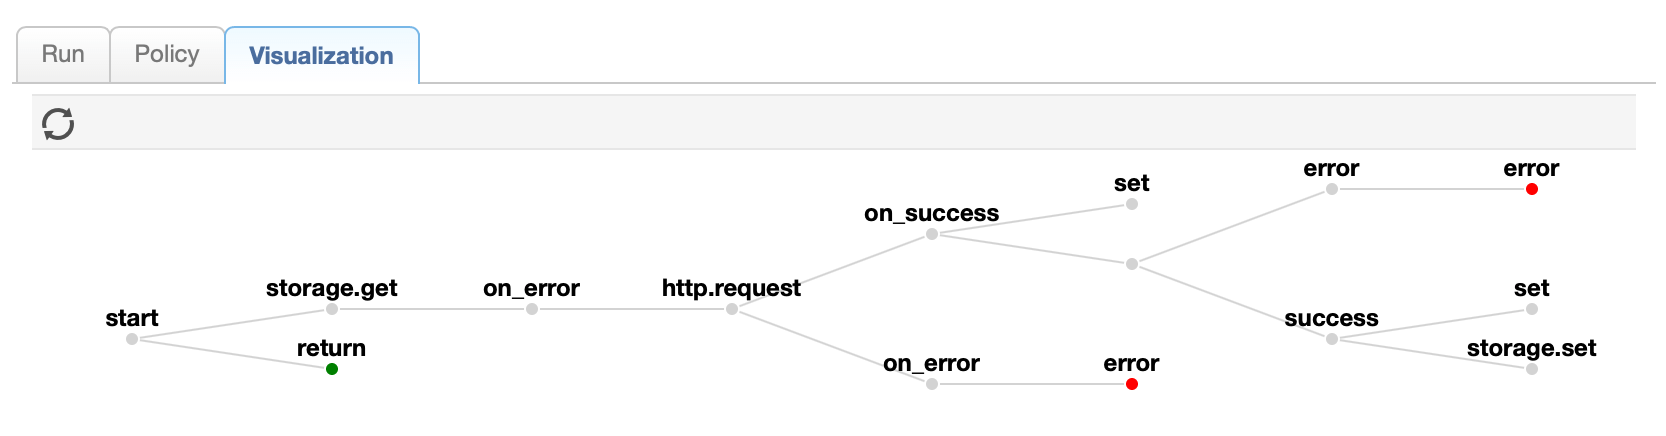 Run
Policy
Visualization
error
error
set
on_success
storage.get
on_error
http.request
set
start
success
return
storage.set
on_error
error